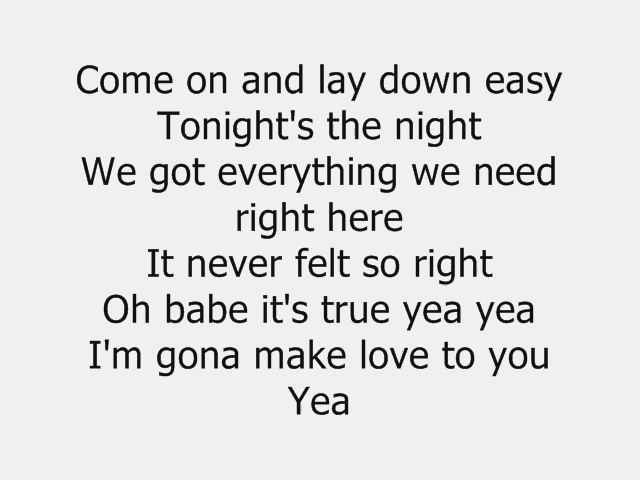 Come on and lay down easy
Tonight's the night
We got everything we need
right here
It never felt so right
Oh babe it's true yea yea
I'm gona make love to you
Yea